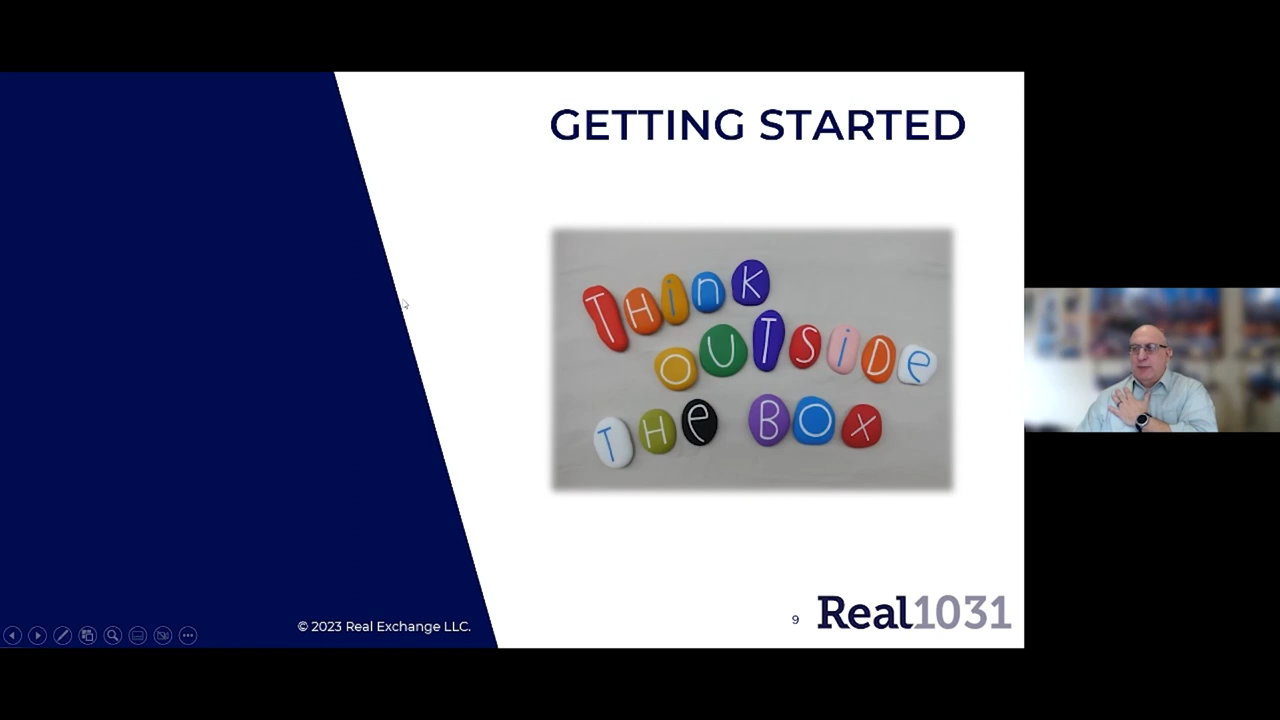 GETTING STARTED
THink
OUTSiDe
THe BOX
© 2023 Real Exchange LLC.
9
Real1031